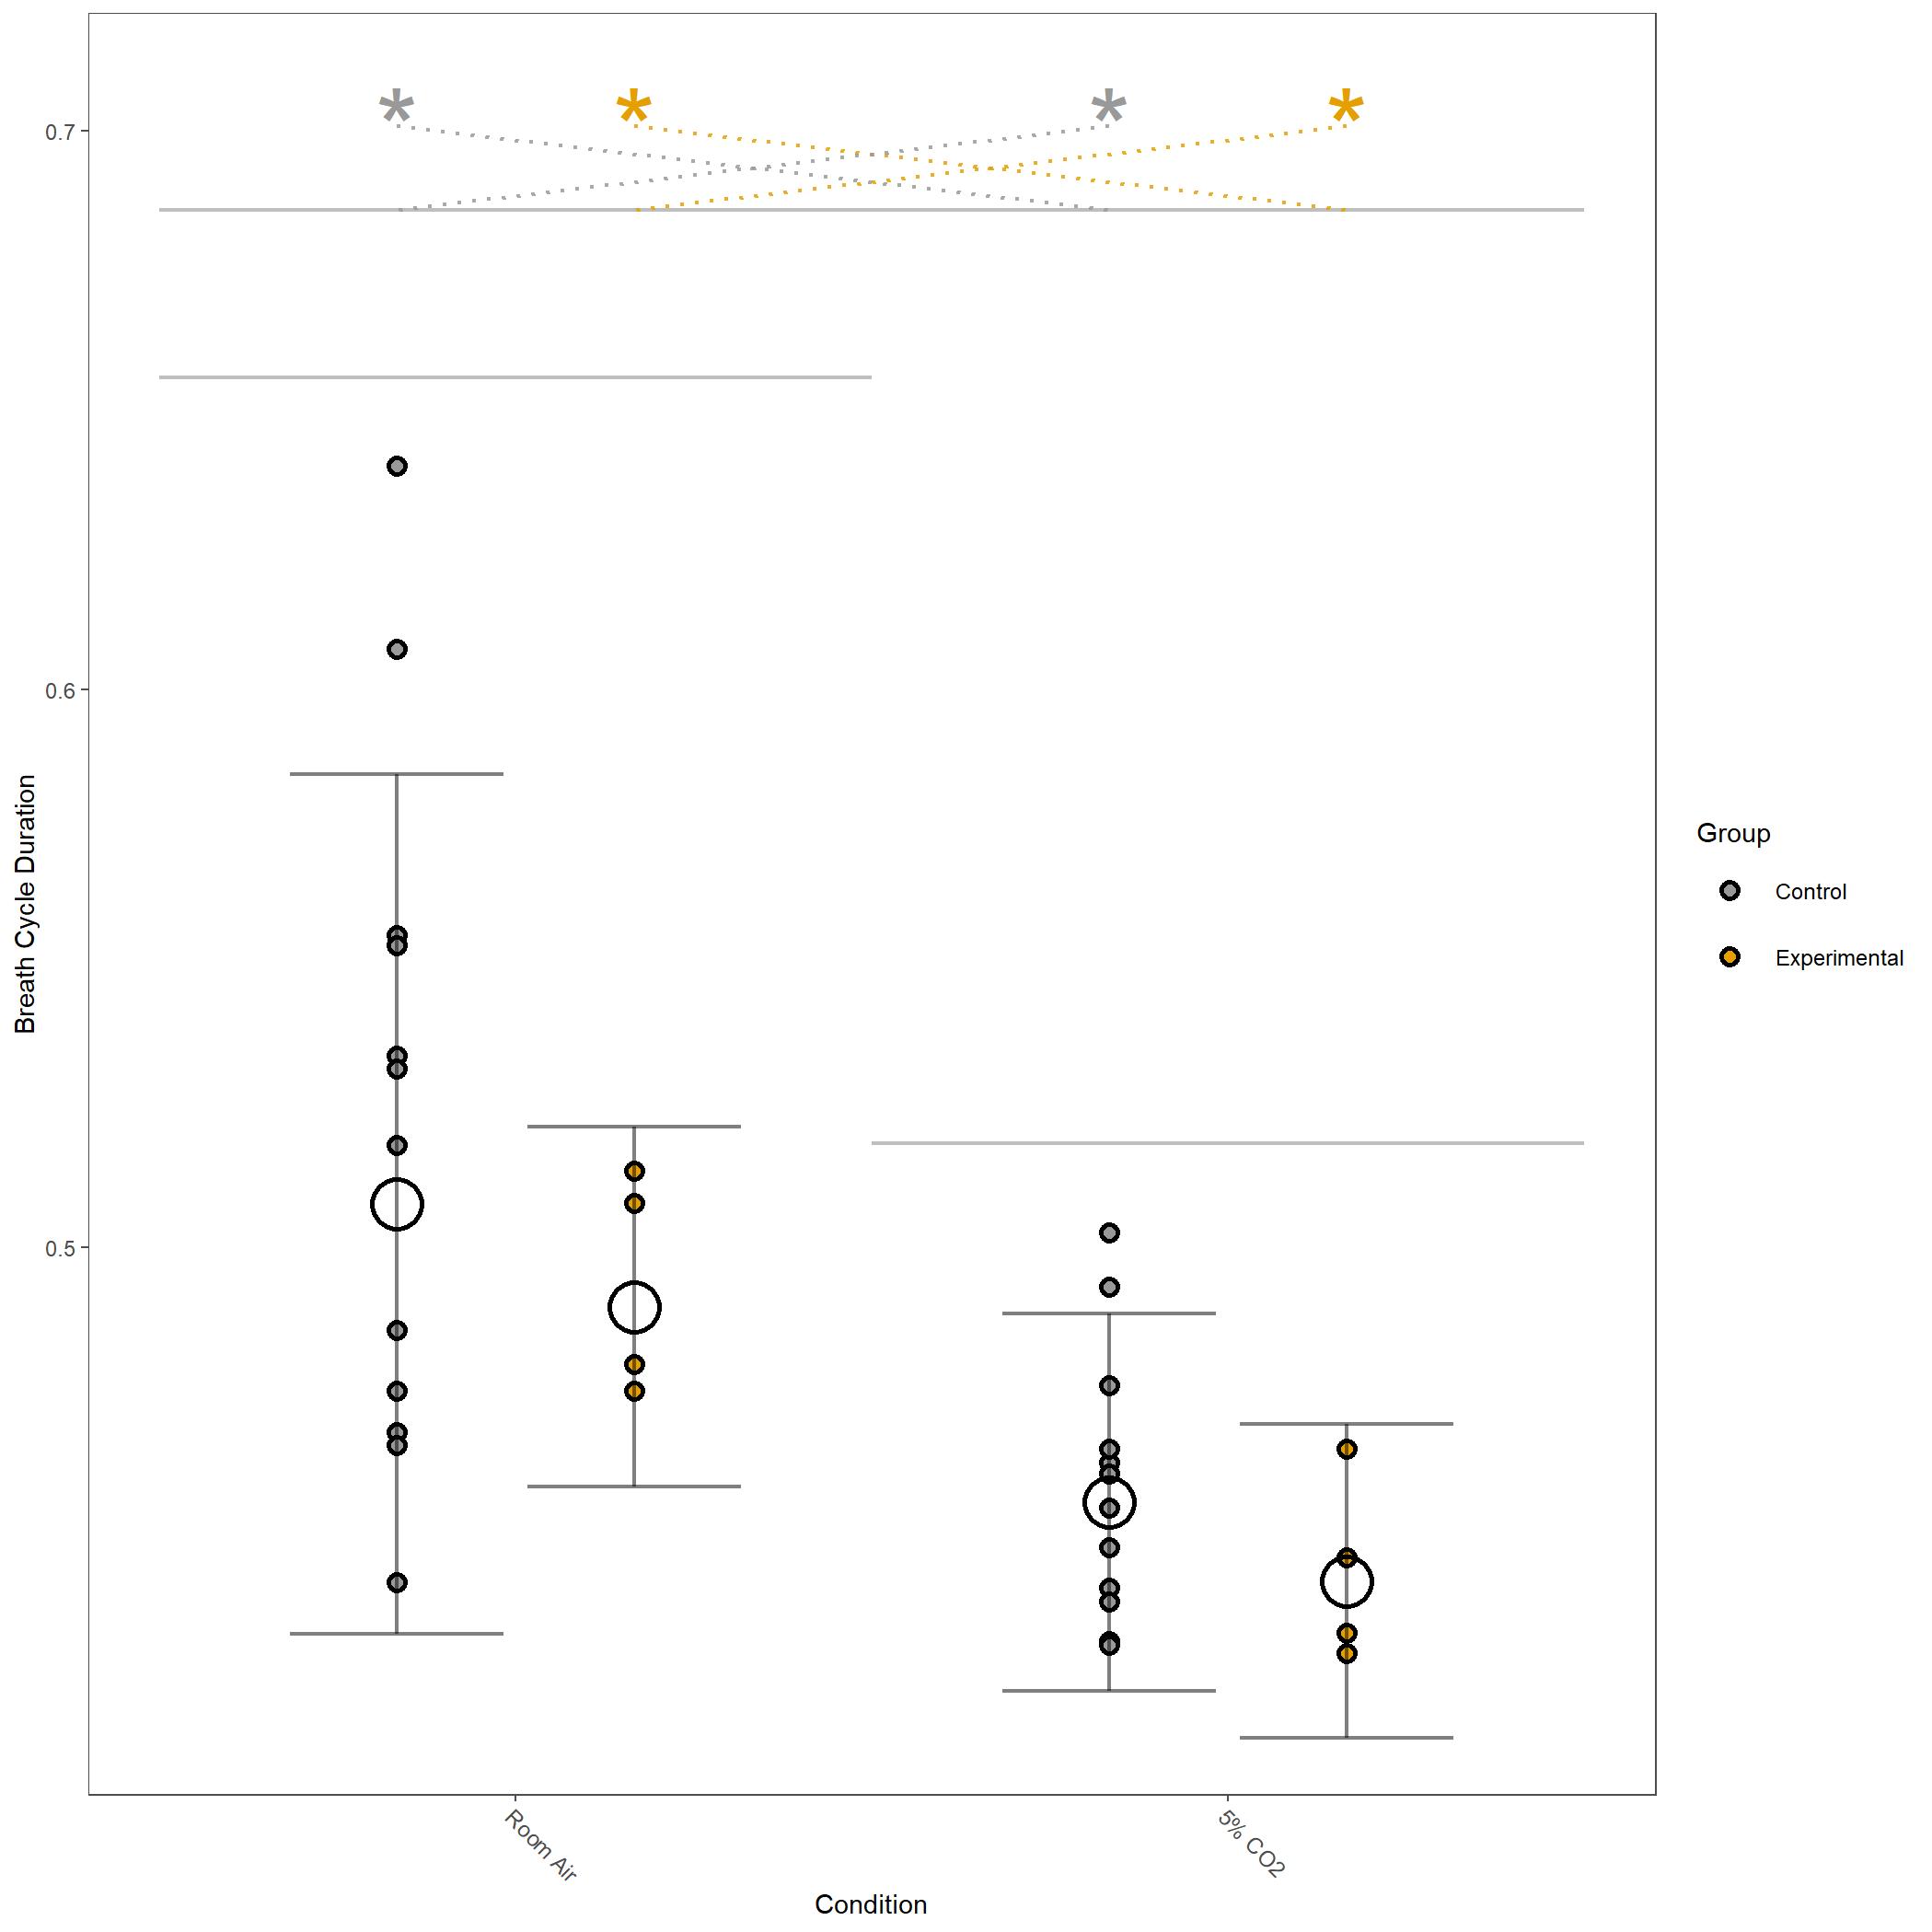 *
*
*
*
0.7
0.6
0.5
Breath Cycle Duration
Room Air
5% CO2
Condition
Group
Control
Experimental